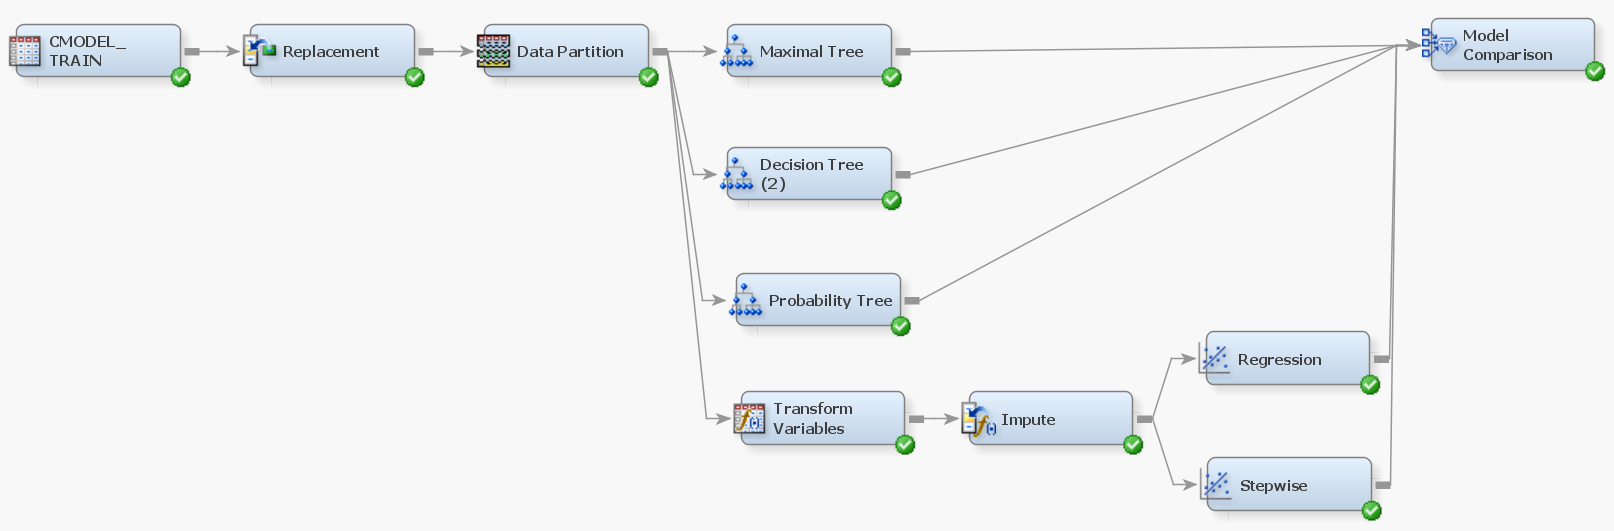 CMODEL_
TRAIN
Replacement
Data Partition
Maximal Tree
Model
Comparison
Decision Tree
(2)
Probability Tree
Regression
Transform
Variables
Impute
Stepwise